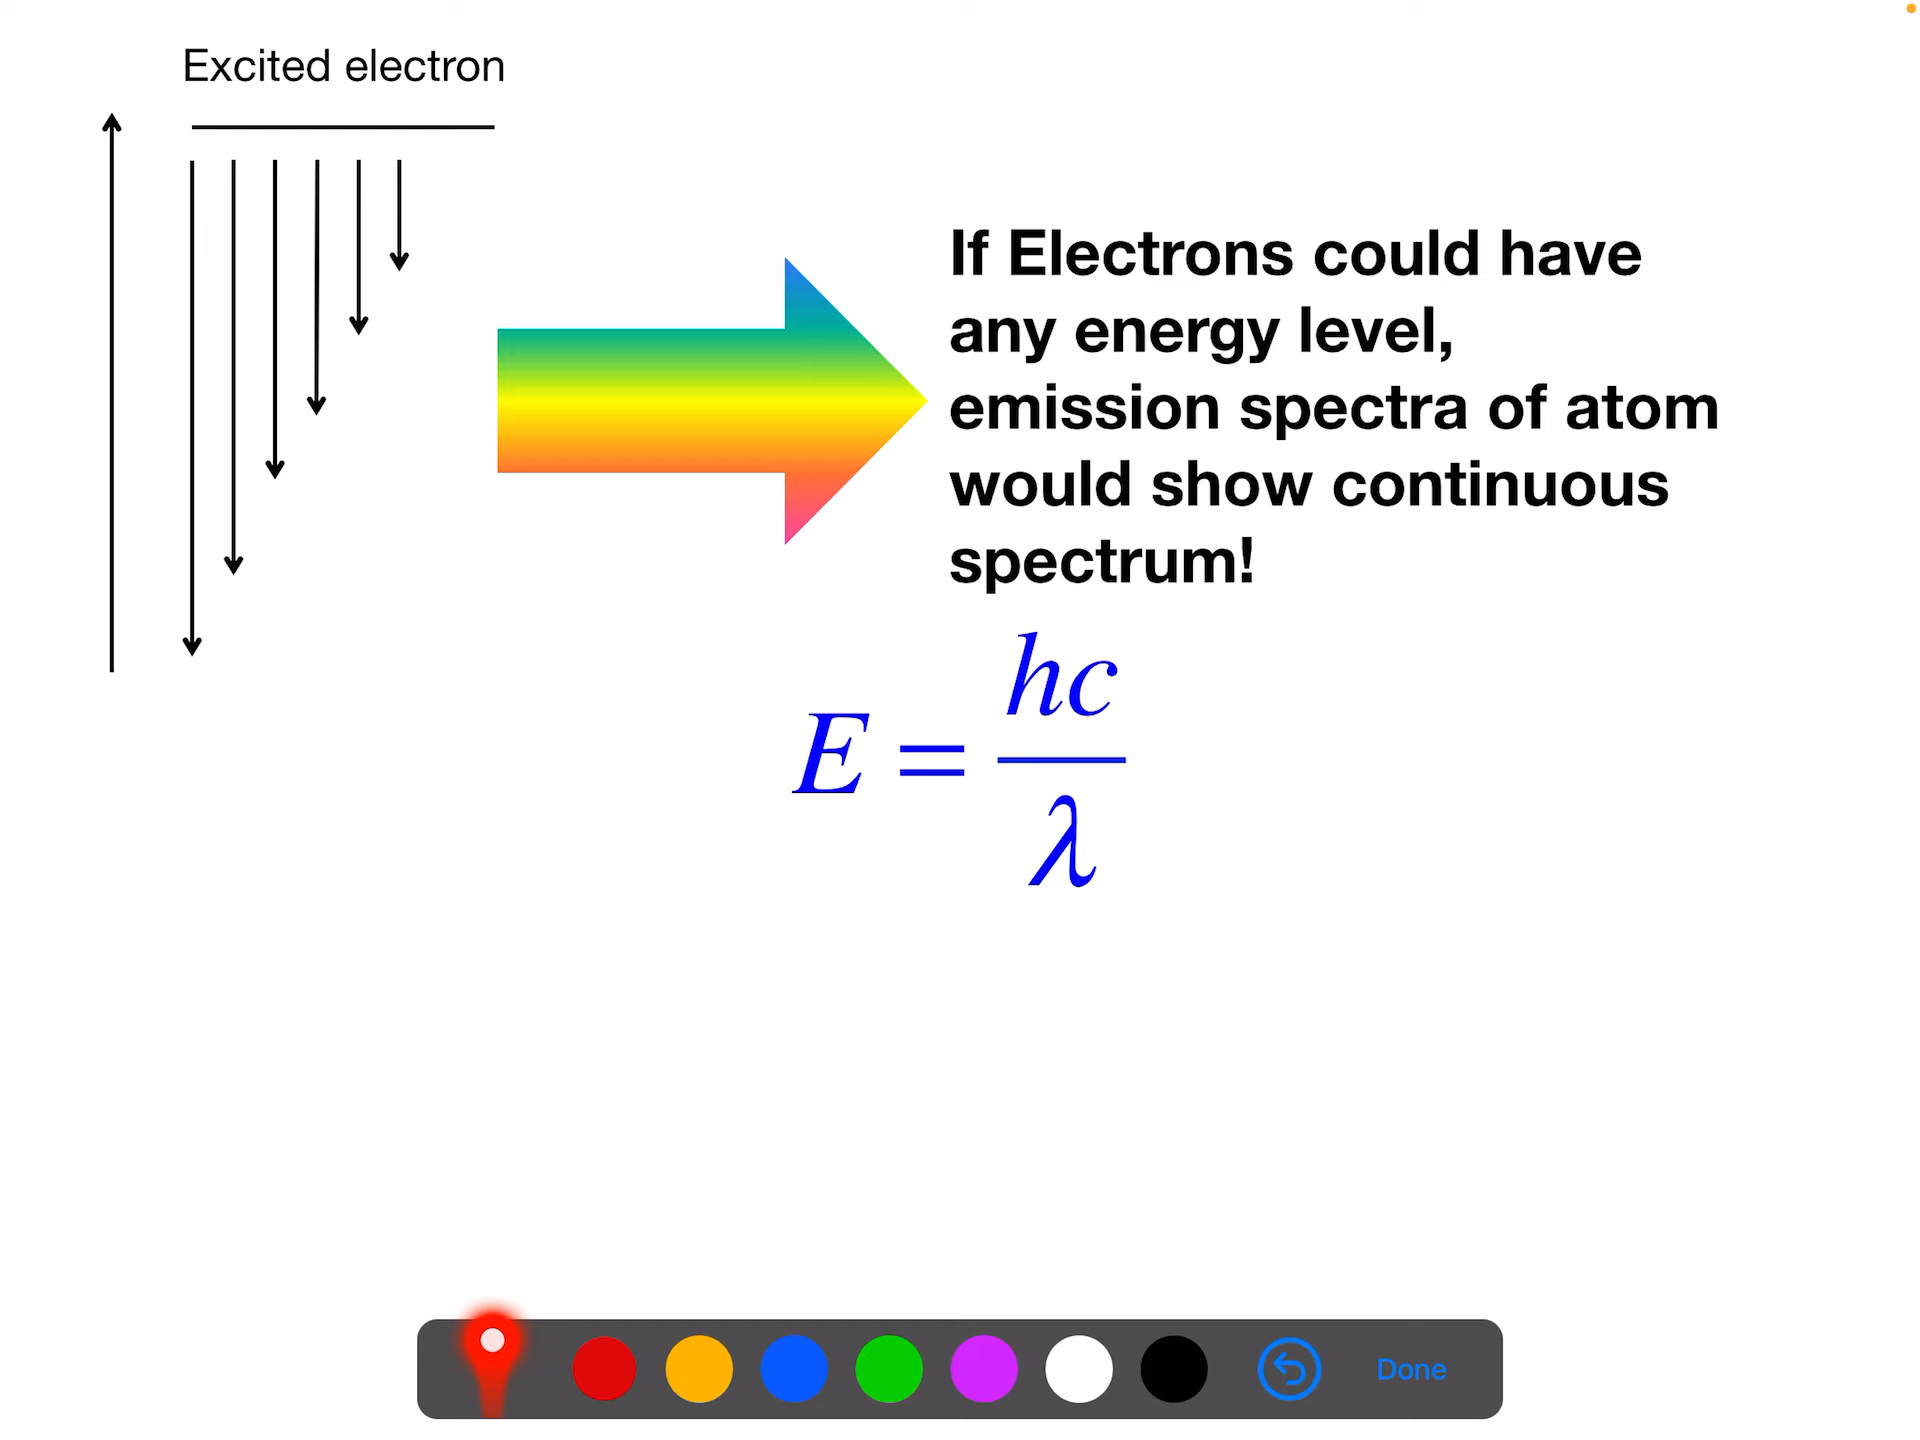 Excited electron
If Electrons could have
any energy level,
emission spectra of atom
would show continuous
spectrum!
E = hc/λ
Done